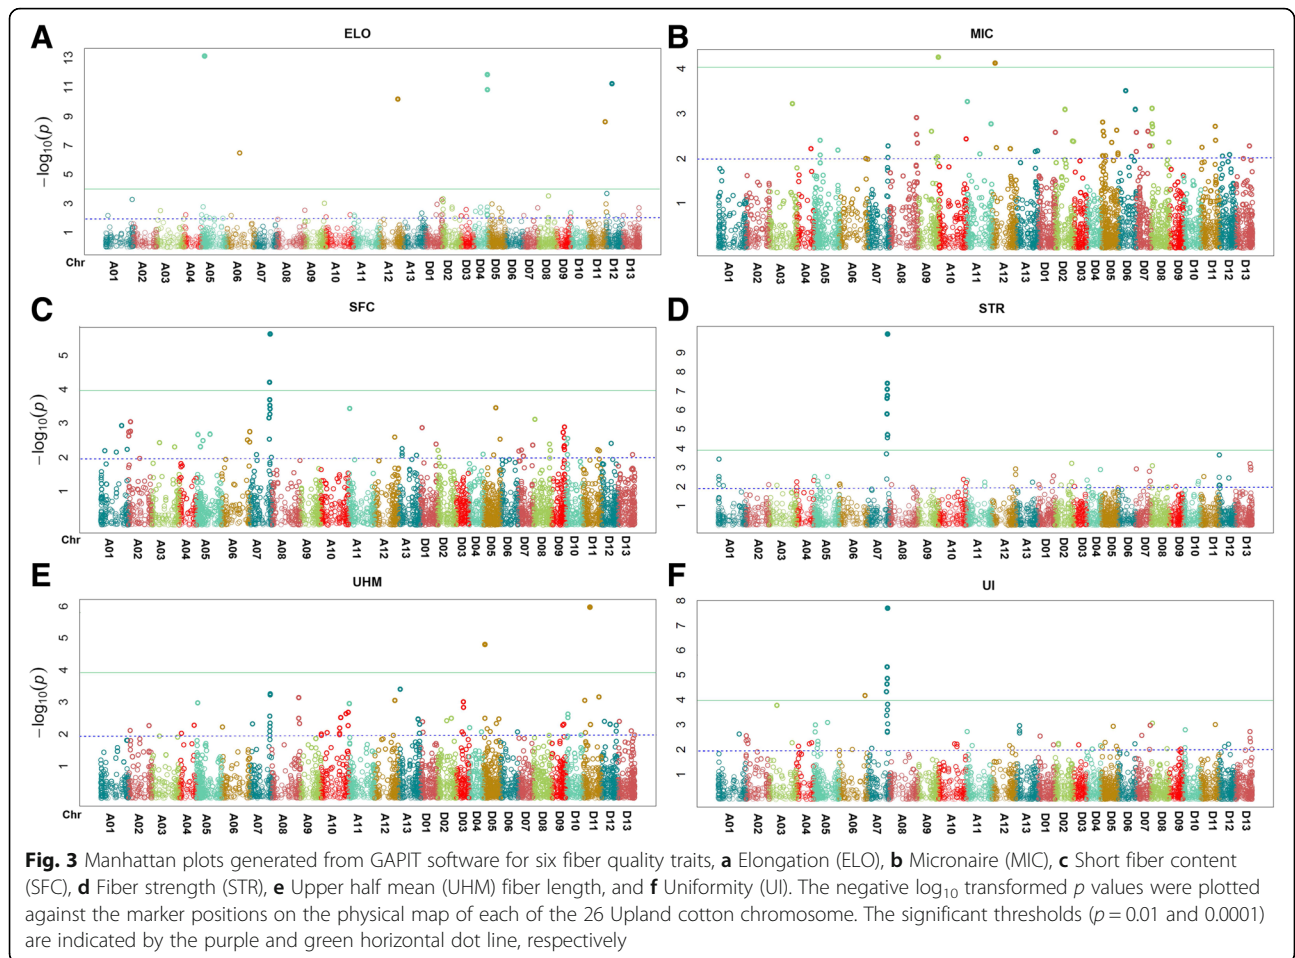 A
ELO
−log10(p)
13
11
9
7
5
3
1
Chr
A01 A02 A03 A04 A05 A06 A07 A08 A09 A10 A11 A12 A13 D01 D02 D03 D04 D05 D06 D07 D08 D09 D10 D11 D12 D13
B
MIC
4
3
2
1
A01 A02 A03 A04 A05 A06 A07 A08 A09 A10 A11 A12 A13 D01 D02 D03 D04 D05 D06 D07 D08 D09 D10 D11 D12 D13
C
SFC
−log10(p)
5
4
3
2
1
Chr
A01 A02 A03 A04 A05 A06 A07 A08 A09 A10 A11 A12 A13 D01 D02 D03 D04 D05 D06 D07 D08 D09 D10 D11 D12 D13
D
STR
9
8
7
6
5
4
3
2
1
A01 A02 A03 A04 A05 A06 A07 A08 A09 A10 A11 A12 A13 D01 D02 D03 D04 D05 D06 D07 D08 D09 D10 D11 D12 D13
E
UHM
−log10(p)
6
5
4
3
2
1
Chr
A01 A02 A03 A04 A05 A06 A07 A08 A09 A10 A11 A12 A13 D01 D02 D03 D04 D05 D06 D07 D08 D09 D10 D11 D12 D13
F
UI
8
7
6
5
4
3
2
1
A01 A02 A03 A04 A05 A06 A07 A08 A09 A10 A11 A12 A13 D01 D02 D03 D04 D05 D06 D07 D08 D09 D10 D11 D12 D13
Fig. 3 Manhattan plots generated from GAPIT software for six fiber quality traits, a Elongation (ELO), b Micronaire (MIC), c Short fiber content
(SFC), d Fiber strength (STR), e Upper half mean (UHM) fiber length, and f Uniformity (UI). The negative log10 transformed p values were plotted
against the marker positions on the physical map of each of the 26 Upland cotton chromosome. The significant thresholds (p = 0.01 and 0.0001)
are indicated by the purple and green horizontal dot line, respectively